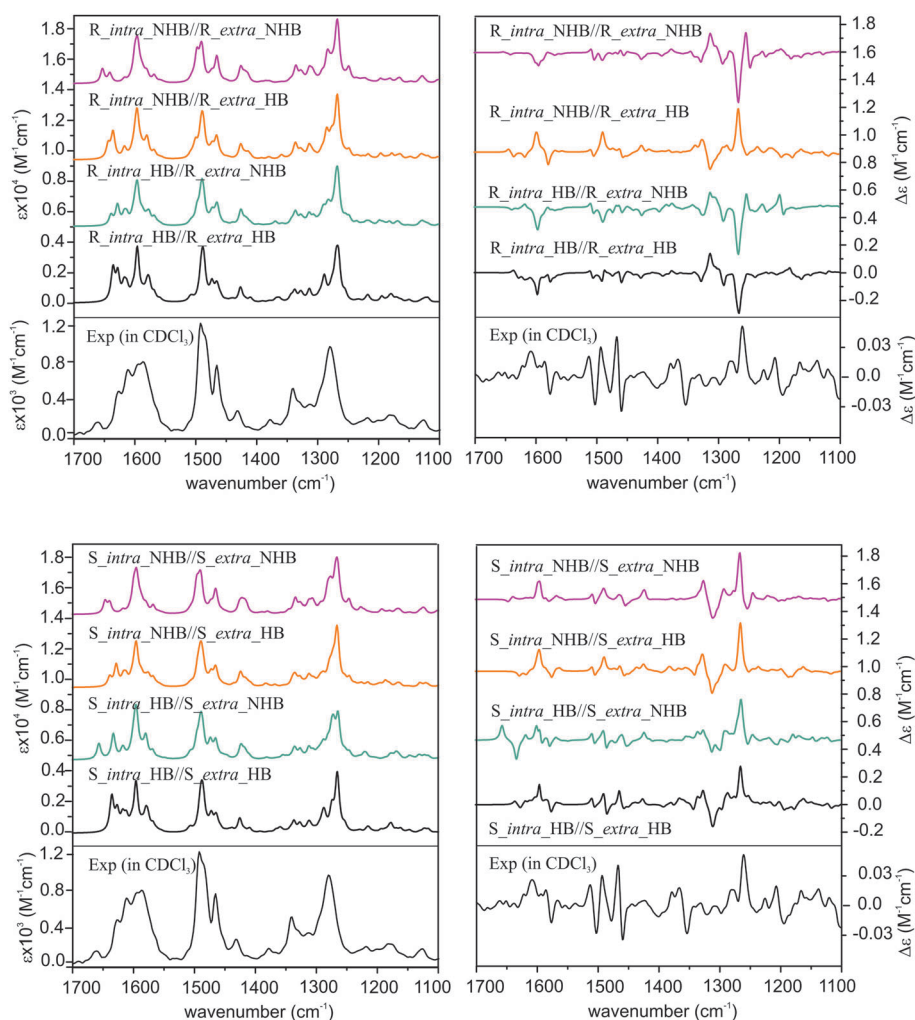 R_intra_NHB//R_extra_NHB
R_intra_NHB//R_extra_HB
R_intra_HB//R_extra_NHB
R_intra_HB//R_extra_HB
Exp (in CDCl₃)
εx10⁴ (M⁻¹cm⁻¹)
εx10³ (M⁻¹cm⁻¹)
1.8
1.6
1.4
1.2
1.0
0.8
0.6
0.4
0.2
0.0
1.2
0.8
0.4
0.0
1700 1600 1500 1400 1300 1200 1100
wavenumber (cm⁻¹)
R_intra_NHB//R_extra_NHB
R_intra_NHB//R_extra_HB
R_intra_HB//R_extra_NHB
R_intra_HB//R_extra_HB
Exp (in CDCl₃)
1.8
1.6
1.4
1.2
1.0
0.8
0.6
0.4
0.2
0.0
-0.2
0.03
0.00
-0.03
Δε (M⁻¹cm⁻¹)
Δε (M⁻¹cm⁻¹)
1700 1600 1500 1400 1300 1200 1100
wavenumber (cm⁻¹)
S_intra_NHB//S_extra_NHB
S_intra_NHB//S_extra_HB
S_intra_HB//S_extra_NHB
S_intra_HB//S_extra_HB
Exp (in CDCl₃)
εx10⁴ (M⁻¹cm⁻¹)
εx10³ (M⁻¹cm⁻¹)
1.8
1.6
1.4
1.2
1.0
0.8
0.6
0.4
0.2
0.0
1.2
0.8
0.4
0.0
1700 1600 1500 1400 1300 1200 1100
wavenumber (cm⁻¹)
S_intra_NHB//S_extra_NHB
S_intra_NHB//S_extra_HB
S_intra_HB//S_extra_NHB
S_intra_HB//S_extra_HB
Exp (in CDCl₃)
1.8
1.6
1.4
1.2
1.0
0.8
0.6
0.4
0.2
0.0
-0.2
0.03
0.00
-0.03
Δε (M⁻¹cm⁻¹)
Δε (M⁻¹cm⁻¹)
1700 1600 1500 1400 1300 1200 1100
wavenumber (cm⁻¹)